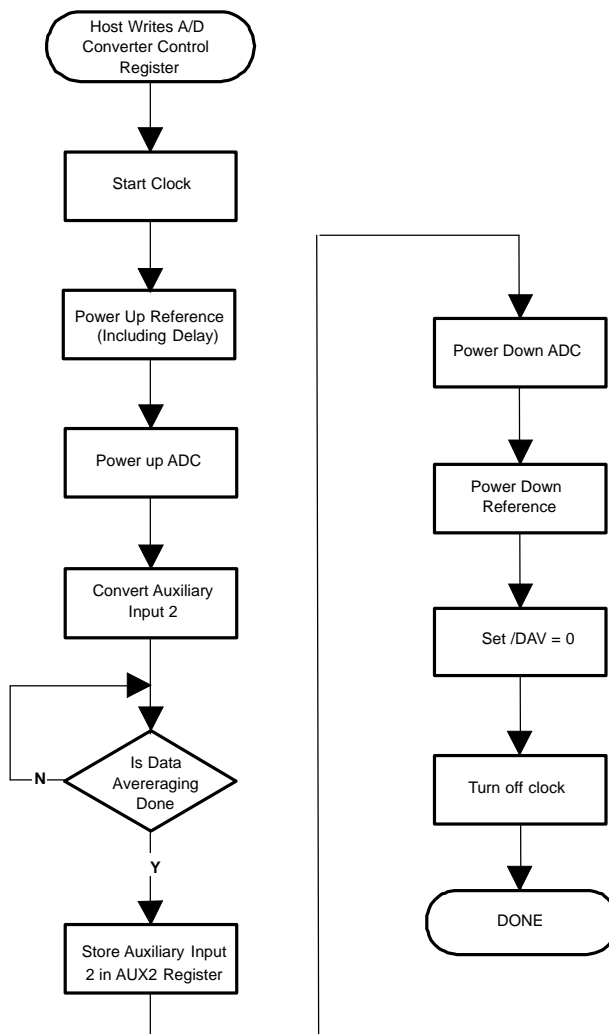 Host Writes A/D
Converter Control
Register
Start Clock
Power Up Reference
(Including Delay)
Power up ADC
Convert Auxiliary
Input 2
Is Data
Avereraging
Done
N
Y
Store Auxiliary Input
2 in AUX2 Register
Power Down ADC
Power Down
Reference
Set /DAV = 0
Turn off clock
DONE